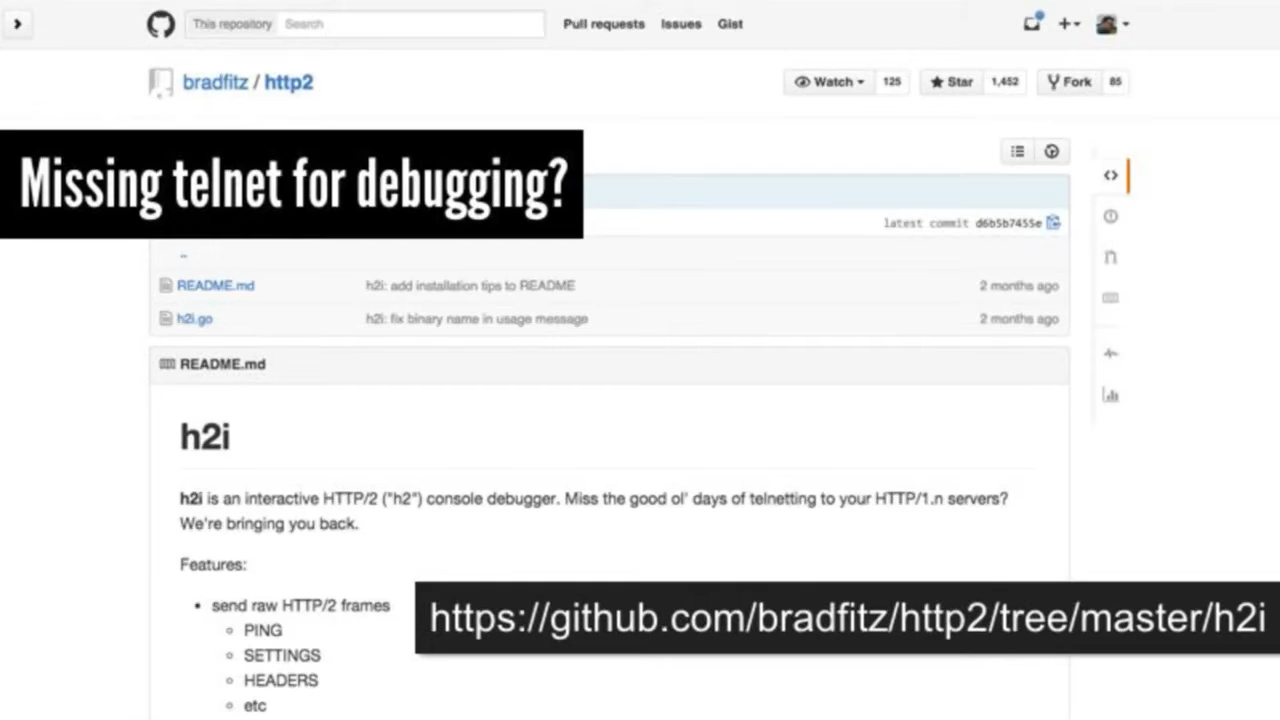 This repository Search Pull requests Issues Gist
bradfitz / http2 Watch 125 Star 1,452 Fork 85
Missing telnet for debugging?
latest commit d6b5b7455e
..
README.md h2i: add installation tips to README 2 months ago
h2i.go h2i: fix binary name in usage message 2 months ago
README.md
h2i
h2i is an interactive HTTP/2 ("h2") console debugger. Miss the good ol' days of telnetting to your HTTP/1.n servers?
We're bringing you back.
Features:
send raw HTTP/2 frames
PING
SETTINGS
HEADERS
etc
https://github.com/bradfitz/http2/tree/master/h2i